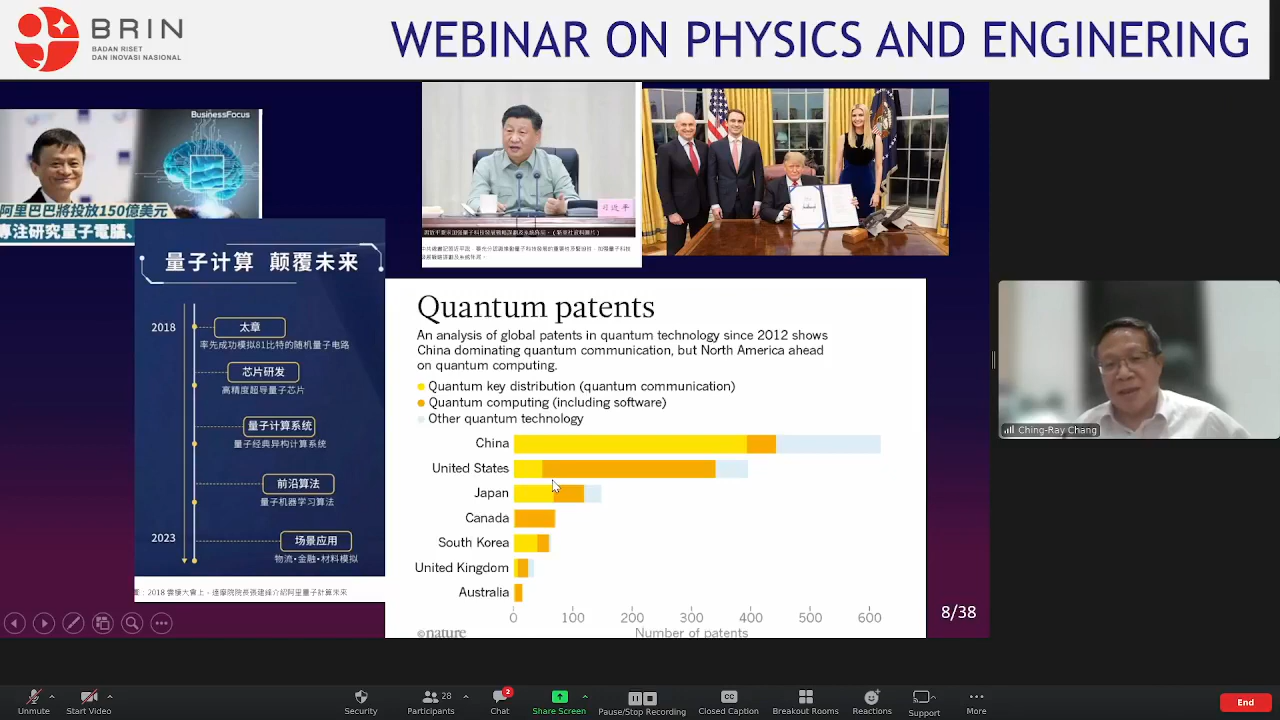 BRIN
BADAN RISET
DAN INOVASI NASIONAL
WEBINAR ON PHYSICS AND ENGINERING
BusinessFocus
阿里巴巴將投放150億美元
專注研究量子電腦、
习近平
量子计算 颠覆未来
2018
太章
率先成功模拟81比特的随机量子电路
芯片研发
高精度超导量子芯片
量子计算系统
量子经典异构计算系统
前沿算法
量子机器学习算法
2023
场景应用
物流•金融•材料模拟
Quantum patents
An analysis of global patents in quantum technology since 2012 shows
China dominating quantum communication, but North America ahead
on quantum computing.
Quantum key distribution (quantum communication)
Quantum computing (including software)
Other quantum technology
China
United States
Japan
Canada
South Korea
United Kingdom
Australia
0 100 200 300 400 500 600
Number of patents
©nature
8/38
Ching-Ray Chang
Unmute
Start Video
Security
Participants
28
Chat
2
Share Screen
Pause/Stop Recording
Closed Caption
Breakout Rooms
Reactions
Support
More
End